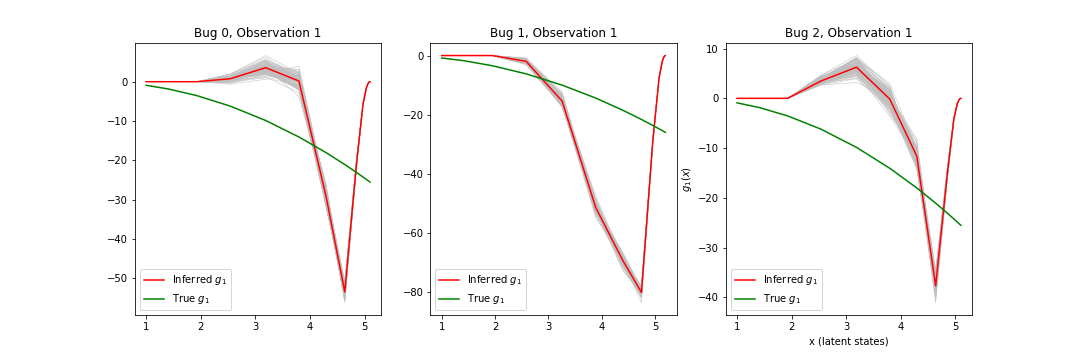 Bug 0, Observation 1
0
−10
−20
−30
−40
−50
1 2 3 4 5
Inferred g₁
True g₁
Bug 1, Observation 1
0
−20
−40
−60
−80
1 2 3 4 5
Inferred g₁
True g₁
Bug 2, Observation 1
g₁(x)
10
0
−10
−20
−30
−40
1 2 3 4 5
x (latent states)
Inferred g₁
True g₁